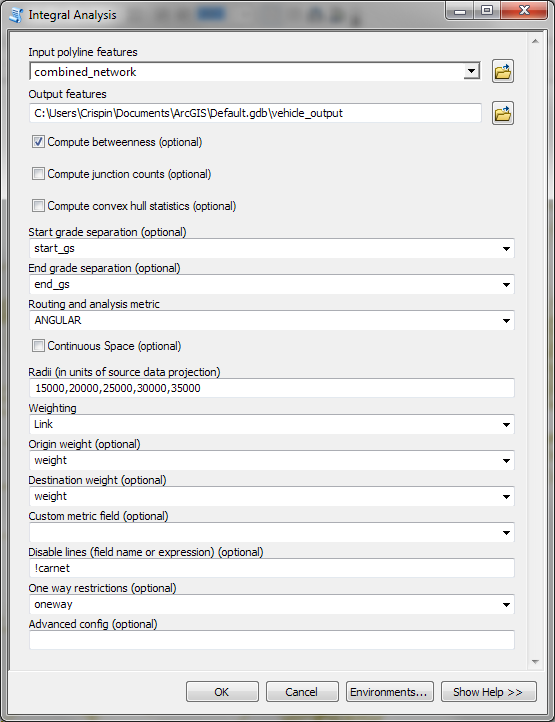 Integral Analysis
Input polyline features
combined_network
Output features
C:\Users\Crispin\Documents\ArcGIS\Default.gdb\vehicle_output
Compute betweenness (optional)
Compute junction counts (optional)
Compute convex hull statistics (optional)
Start grade separation (optional)
start_gs
End grade separation (optional)
end_gs
Routing and analysis metric
ANGULAR
Continuous Space (optional)
Radii (in units of source data projection)
15000,20000,25000,30000,35000
Weighting
Link
Origin weight (optional)
weight
Destination weight (optional)
weight
Custom metric field (optional)
Disable lines (field name or expression) (optional)
!carnet
One way restrictions (optional)
oneway
Advanced config (optional)
OK Cancel Environments... Show Help >>